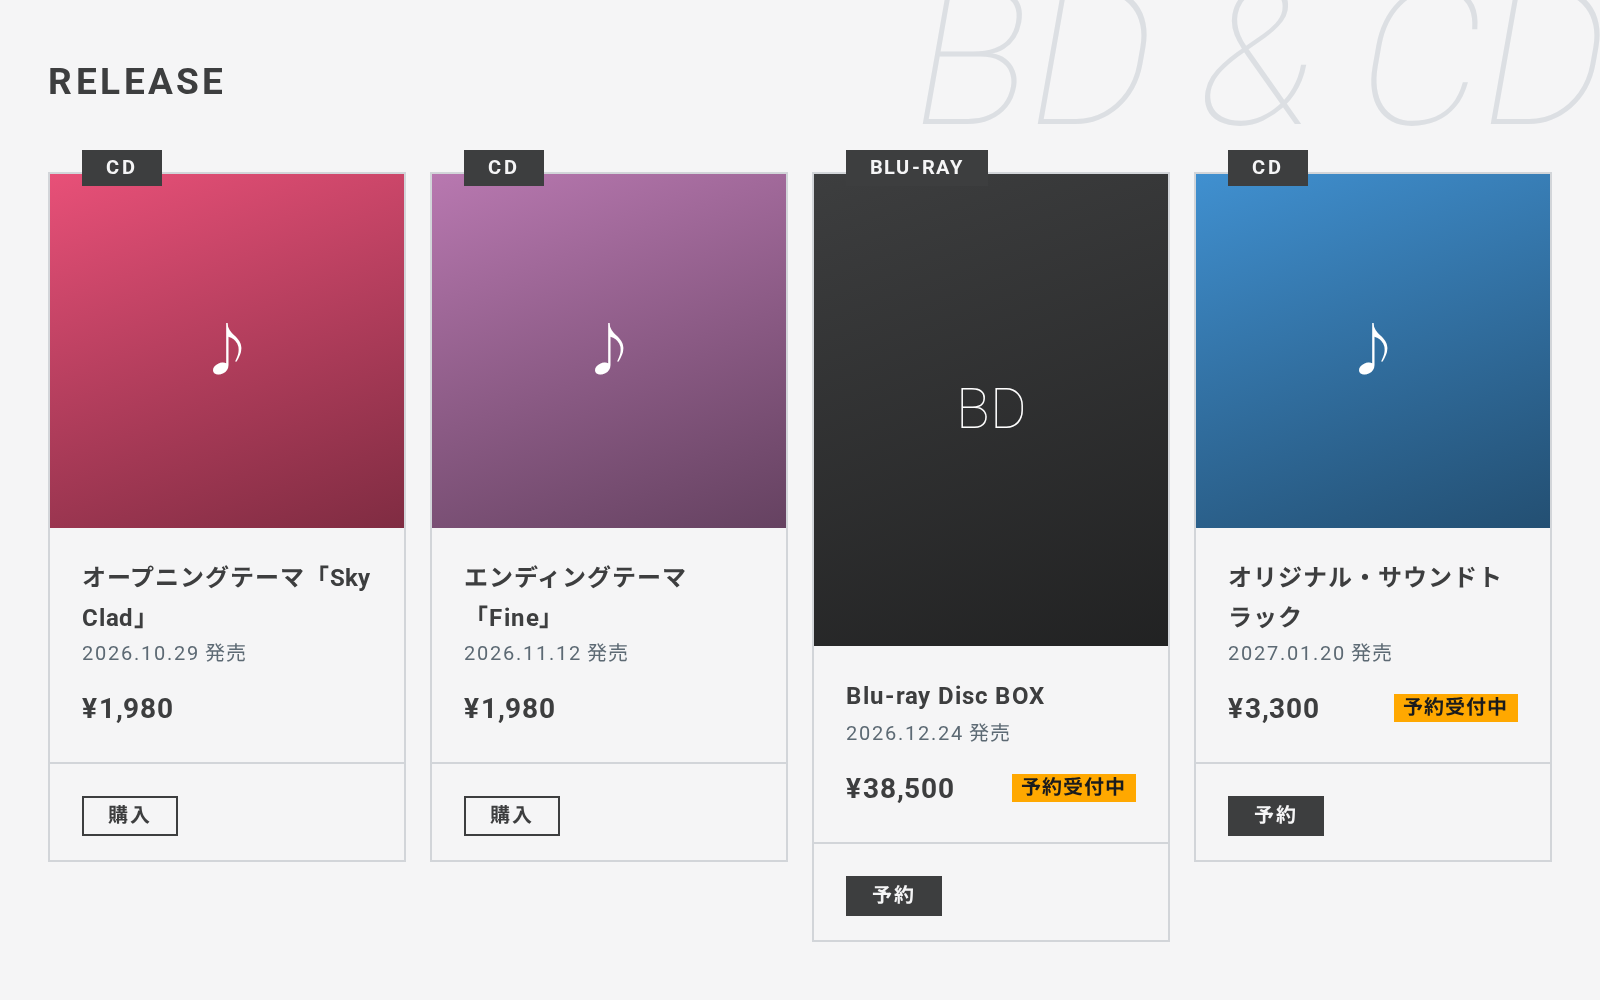 BD & CD
RELEASE
CD
オープニングテーマ「Sky
Clad」
2026.10.29 発売
¥1,980
購入
CD
エンディングテーマ
「Fine」
2026.11.12 発売
¥1,980
購入
BLU-RAY
BD
Blu-ray Disc BOX
2026.12.24 発売
¥38,500 予約受付中
予約
CD
オリジナル・サウンドト
ラック
2027.01.20 発売
¥3,300 予約受付中
予約